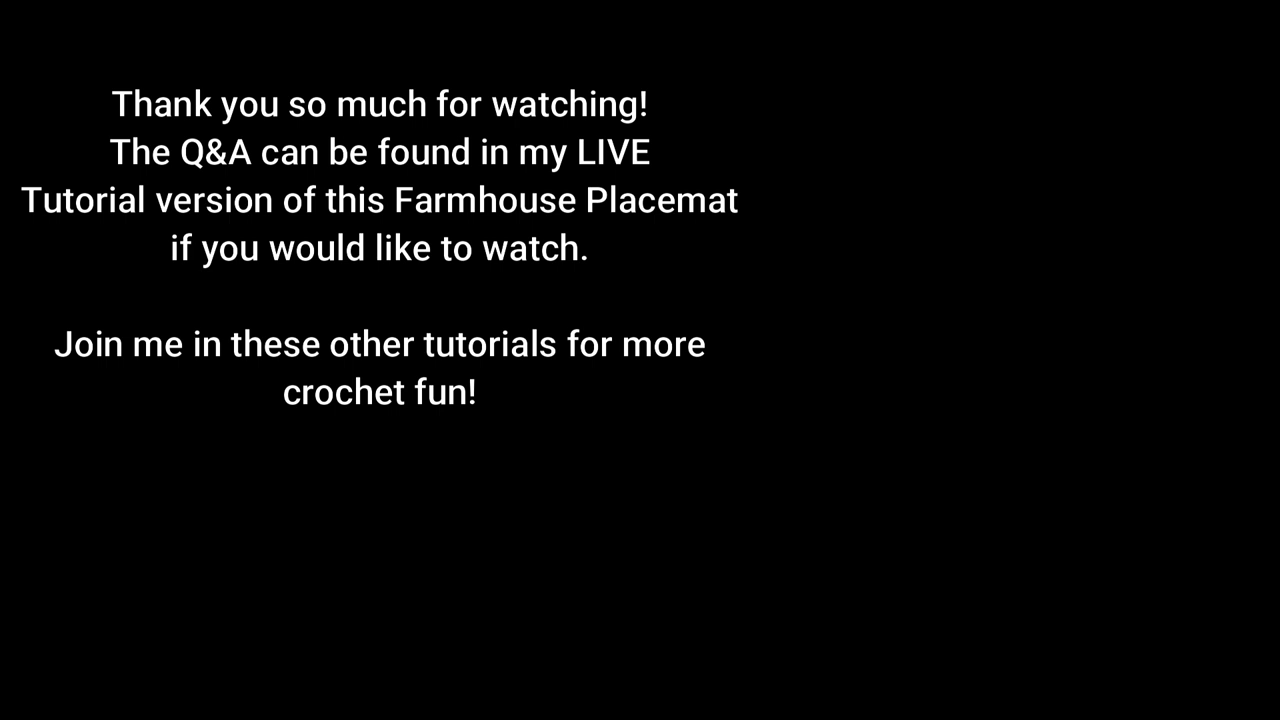 Thank you so much for watching!
The Q&A can be found in my LIVE
Tutorial version of this Farmhouse Placemat
if you would like to watch.
Join me in these other tutorials for more
crochet fun!